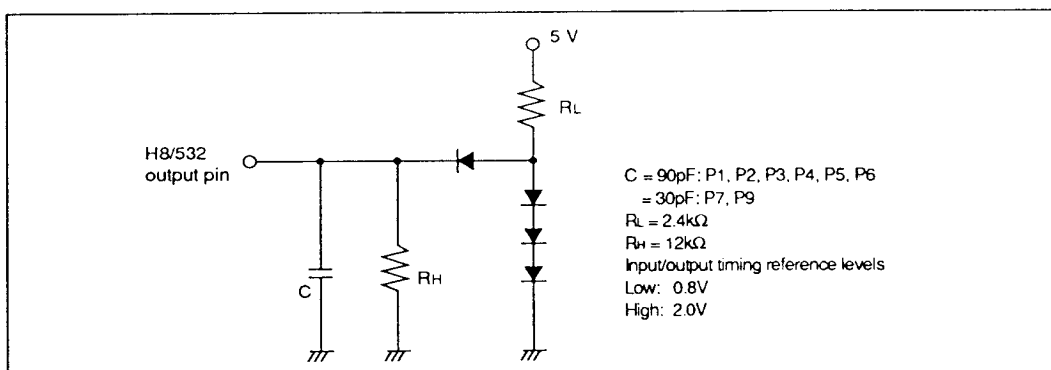 5 V
RL
H8/532
output pin
C
RH
C = 90pF: P1, P2, P3, P4, P5, P6
= 30pF: P7, P9
RL = 2.4kΩ
RH = 12kΩ
Input/output timing reference levels
Low: 0.8V
High: 2.0V